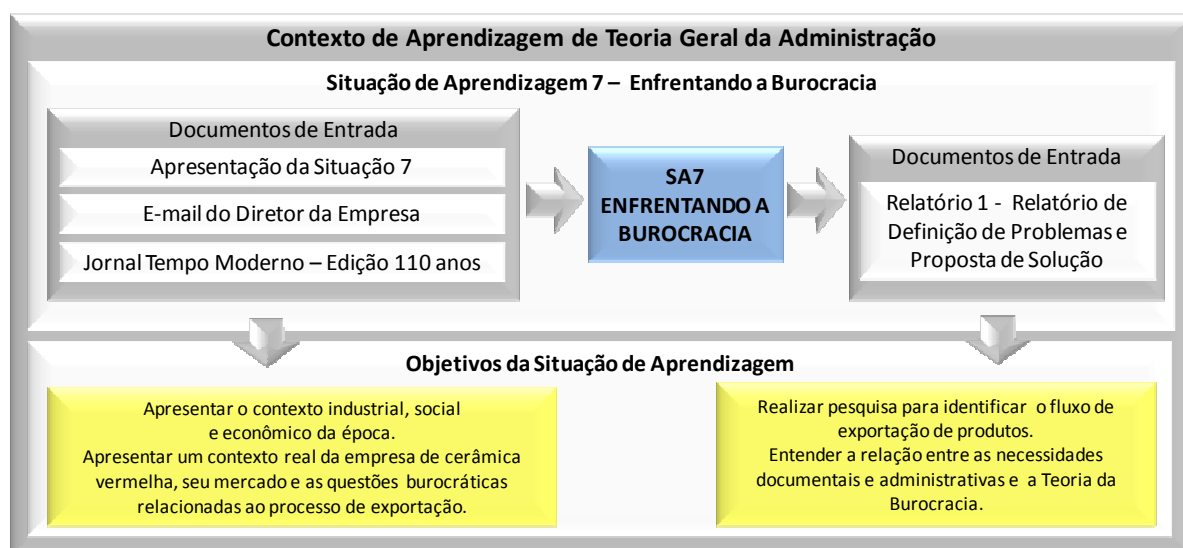 Contexto de Aprendizagem de Teoria Geral da Administração
Situação de Aprendizagem 7 – Enfrentando a Burocracia
Documentos de Entrada
Apresentação da Situação 7
E-mail do Diretor da Empresa
Jornal Tempo Moderno – Edição 110 anos
SA7
ENFRENTANDO A
BUROCRACIA
Documentos de Entrada
Relatório 1 - Relatório de
Definição de Problemas e
Proposta de Solução
Objetivos da Situação de Aprendizagem
Apresentar o contexto industrial, social
e econômico da época.
Apresentar um contexto real da empresa de cerâmica
vermelha, seu mercado e as questões burocráticas
relacionadas ao processo de exportação.
Realizar pesquisa para identificar o fluxo de
exportação de produtos.
Entender a relação entre as necessidades
documentais e administrativas e a Teoria da
Burocracia.